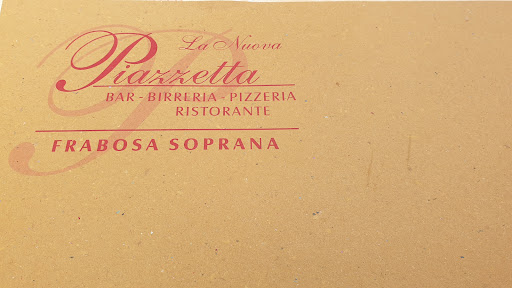 La Nuova
Piazzetta
BAR - BIRRERIA - PIZZERIA
RISTORANTE
FRABOSA SOPRANA